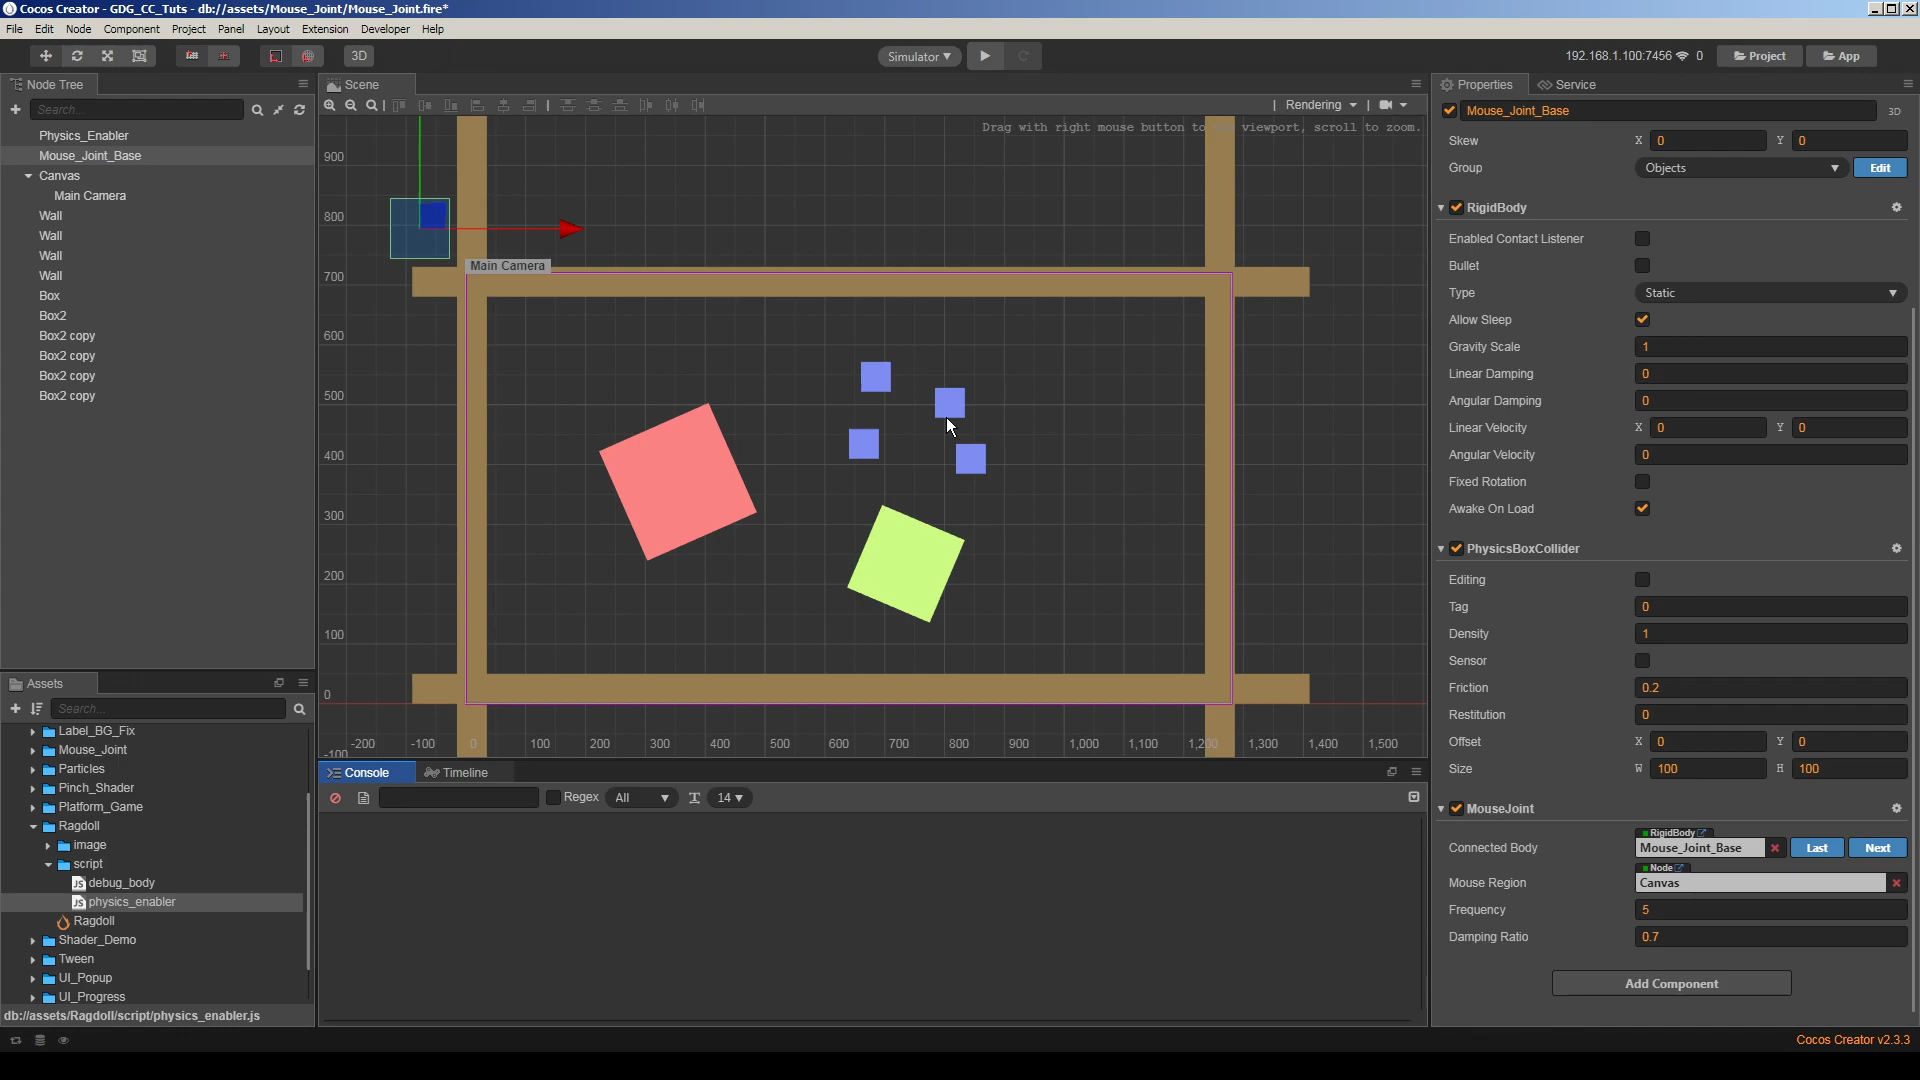 Cocos Creator - GDG_CC_Tuts - db://assets/Mouse_Joint/Mouse_Joint.fire*
File Edit Node Component Project Panel Layout Extension Developer Help
3D
Simulator
192.168.1.100:7456 0
Project
App
Node Tree
Search...
Physics_Enabler
Mouse_Joint_Base
Canvas
Main Camera
Wall
Wall
Wall
Wall
Box
Box2
Box2 copy
Box2 copy
Box2 copy
Box2 copy
Assets
Search...
Label_BG_Fix
Mouse_Joint
Particles
Pinch_Shader
Platform_Game
Ragdoll
image
script
JS debug_body
JS physics_enabler
Ragdoll
Shader_Demo
Tween
UI_Popup
UI_Progress
db://assets/Ragdoll/script/physics_enabler.js
Scene
Rendering
Drag with right mouse button to viewport, scroll to zoom.
900
800
700
600
500
400
300
200
100
0
-100
Main Camera
-200 -100 0 100 200 300 400 500 600 700 800 900 1,000 1,100 1,200 1,300 1,400 1,500
Console
Timeline
Regex All 14
Properties
Service
Mouse_Joint_Base 3D
Skew X 0 Y 0
Group Objects Edit
RigidBody
Enabled Contact Listener
Bullet
Type Static
Allow Sleep
Gravity Scale 1
Linear Damping 0
Angular Damping 0
Linear Velocity X 0 Y 0
Angular Velocity 0
Fixed Rotation
Awake On Load
PhysicsBoxCollider
Editing
Tag 0
Density 1
Sensor
Friction 0.2
Restitution 0
Offset X 0 Y 0
Size W 100 H 100
MouseJoint
RigidBody
Connected Body Mouse_Joint_Base Last Next
Node
Mouse Region Canvas
Frequency 5
Damping Ratio 0.7
Add Component
Cocos Creator v2.3.3